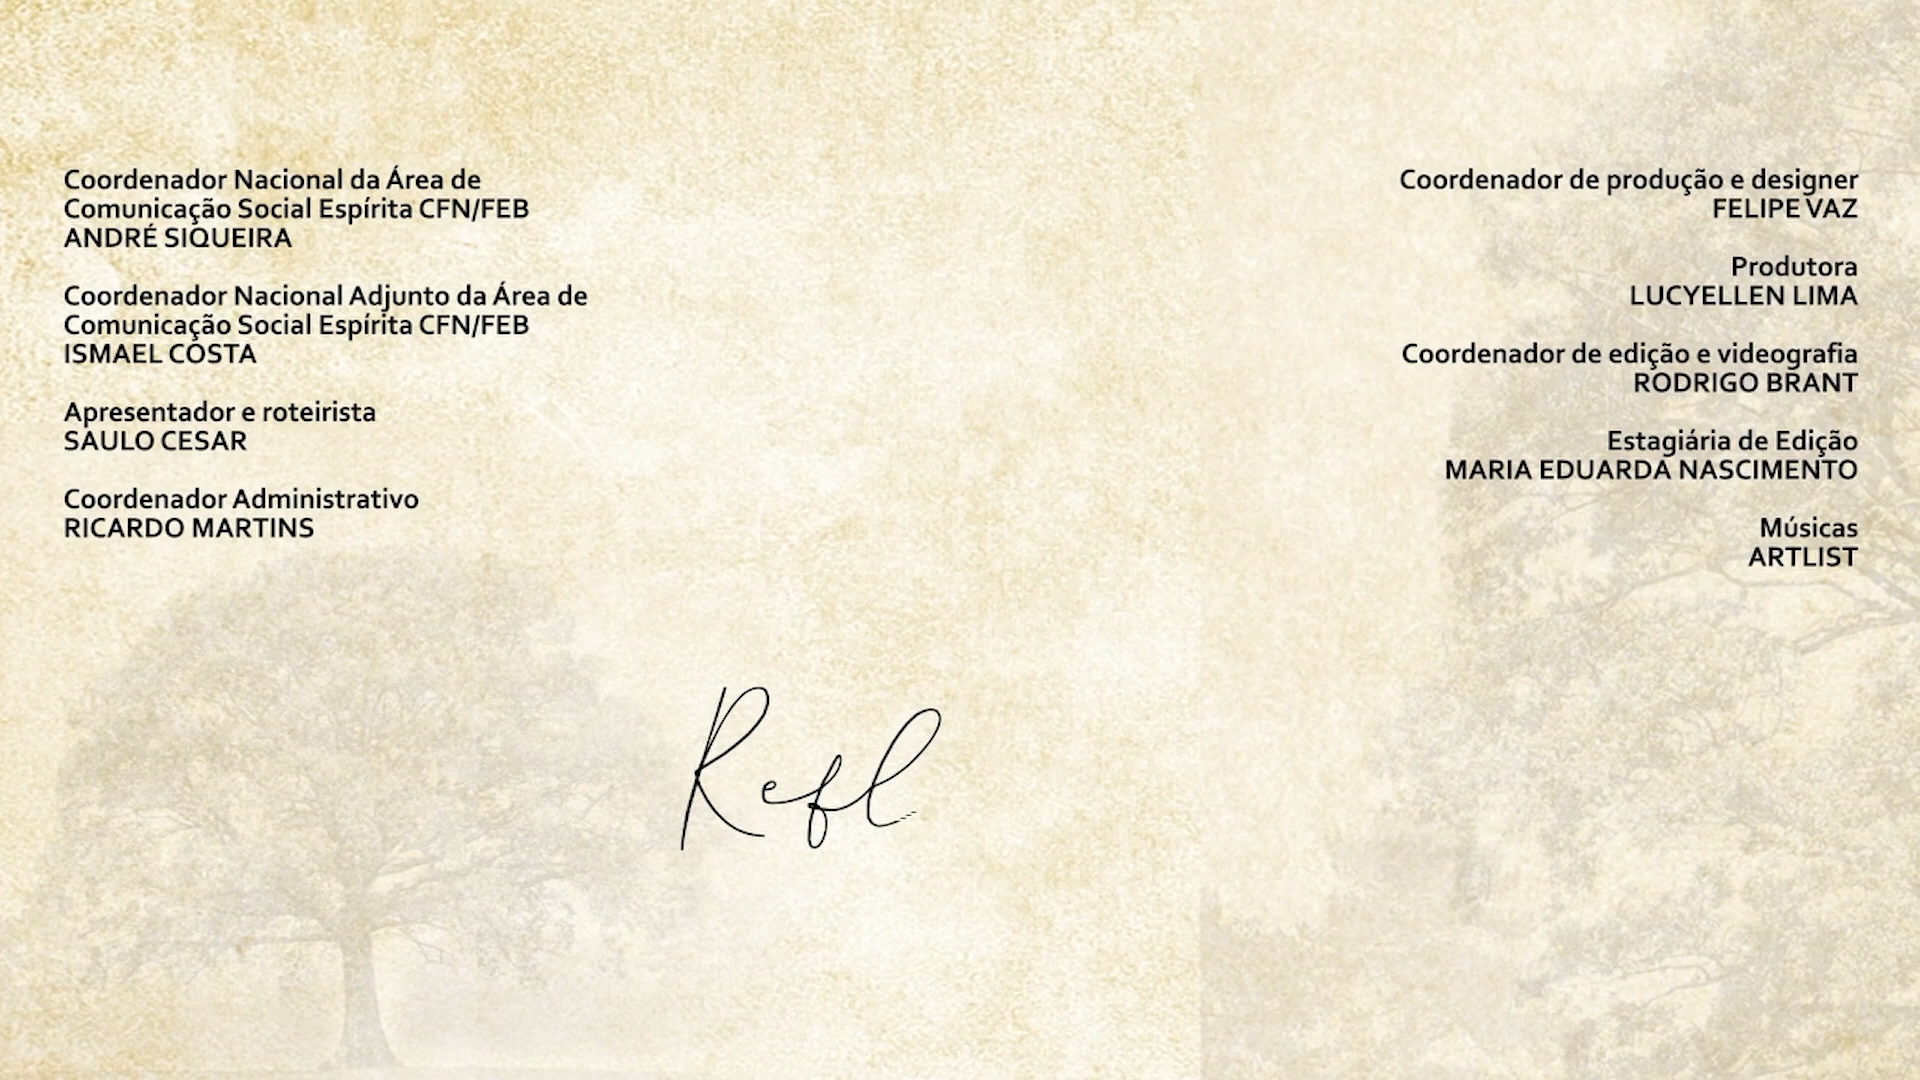 Coordenador Nacional da Área de
Comunicação Social Espírita CFN/FEB
ANDRÉ SIQUEIRA
Coordenador Nacional Adjunto da Área de
Comunicação Social Espírita CFN/FEB
ISMAEL COSTA
Apresentador e roteirista
SAULO CESAR
Coordenador Administrativo
RICARDO MARTINS
Coordenador de produção e designer
FELIPE VAZ
Produtora
LUCYELLEN LIMA
Coordenador de edição e videografia
RODRIGO BRANT
Estagiária de Edição
MARIA EDUARDA NASCIMENTO
Músicas
ARTLIST
Refl